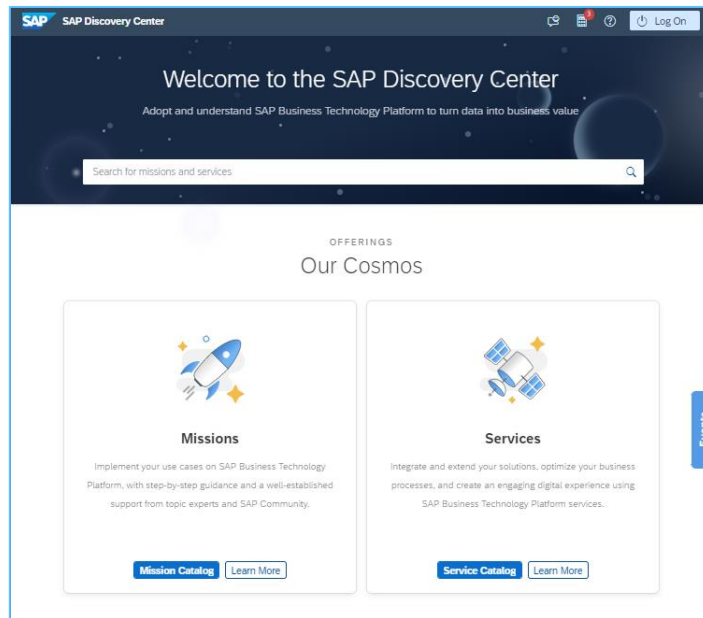 SAP SAP Discovery Center 1 Log On
Welcome to the SAP Discovery Center
Adopt and understand SAP Business Technology Platform to turn data into business value
Search for missions and services
OFFERINGS
Our Cosmos
Missions
Implement your use cases on SAP Business Technology
Platform, with step-by-step guidance and a well-established
support from topic experts and SAP Community.
Mission Catalog Learn More
Services
Integrate and extend your solutions, optimize your business
processes, and create an engaging digital experience using
SAP Business Technology Platform services.
Service Catalog Learn More